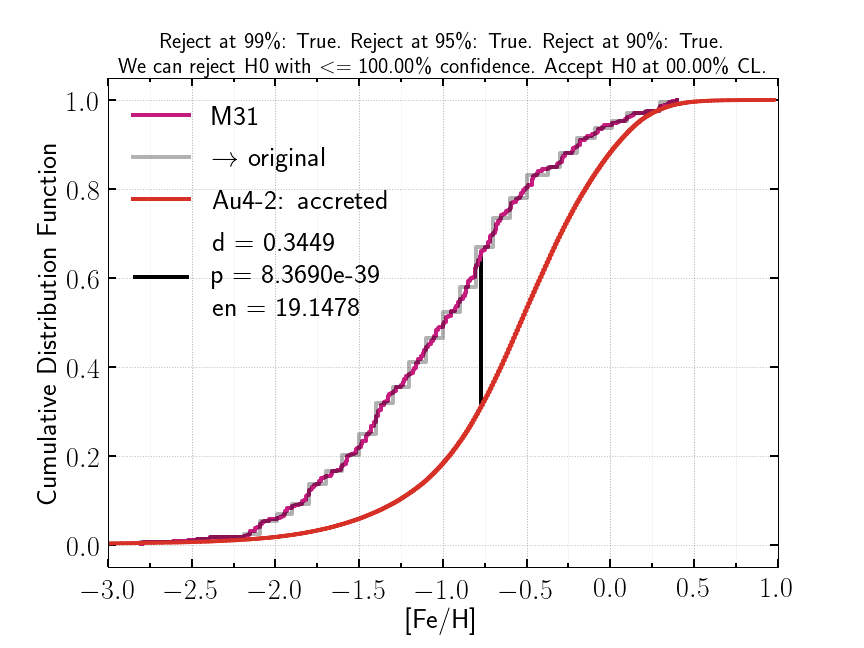 Reject at 99%: True. Reject at 95%: True. Reject at 90%: True.
We can reject H0 with <= 100.00% confidence. Accept H0 at 00.00% CL.
M31
→ original
Au4-2: accreted
d = 0.3449
p = 8.3690e-39
en = 19.1478
Cumulative Distribution Function
1.0
0.8
0.6
0.4
0.2
0.0
−3.0 −2.5 −2.0 −1.5 −1.0 −0.5 0.0 0.5 1.0
[Fe/H]